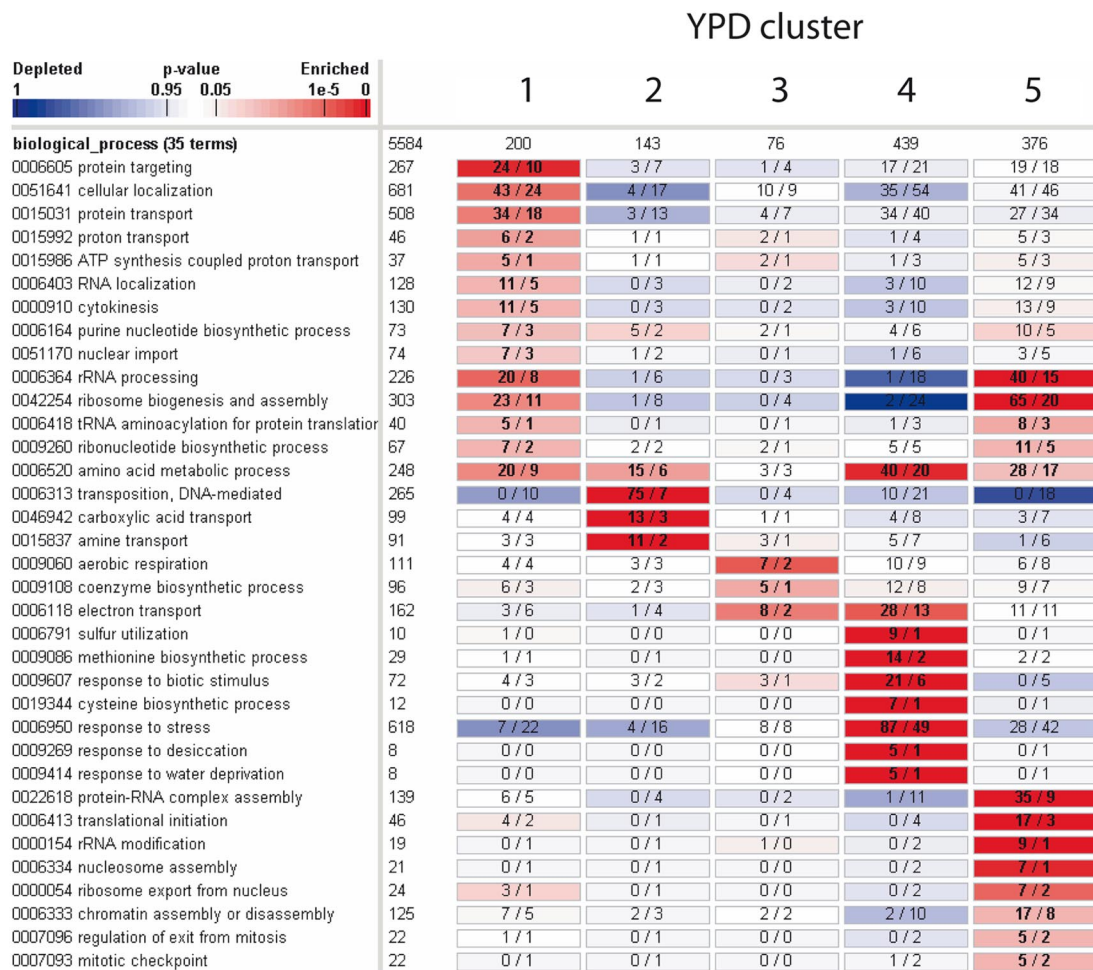 YPD cluster
Depleted p-value Enriched
1 0.95 0.05 1e-5 0
1 2 3 4 5
biological_process (35 terms) 5584 200 143 76 439 376
0006605 protein targeting 267 24 / 10 3 / 7 1 / 4 17 / 21 19 / 18
0051641 cellular localization 681 43 / 24 4 / 17 10 / 9 35 / 54 41 / 46
0015031 protein transport 508 34 / 18 3 / 13 4 / 7 34 / 40 27 / 34
0015992 proton transport 46 6 / 2 1 / 1 2 / 1 1 / 4 5 / 3
0015986 ATP synthesis coupled proton transport 37 5 / 1 1 / 1 2 / 1 1 / 3 5 / 3
0006403 RNA localization 128 11 / 5 0 / 3 0 / 2 3 / 10 12 / 9
0000910 cytokinesis 130 11 / 5 0 / 3 0 / 2 3 / 10 13 / 9
0006164 purine nucleotide biosynthetic process 73 7 / 3 5 / 2 2 / 1 4 / 6 10 / 5
0051170 nuclear import 74 7 / 3 1 / 2 0 / 1 1 / 6 3 / 5
0006364 rRNA processing 226 20 / 8 1 / 6 0 / 3 1 / 18 40 / 15
0042254 ribosome biogenesis and assembly 303 23 / 11 1 / 8 0 / 4 2 / 24 65 / 20
0006418 tRNA aminoacylation for protein translation 40 5 / 1 0 / 1 0 / 1 1 / 3 8 / 3
0009260 ribonucleotide biosynthetic process 67 7 / 2 2 / 2 2 / 1 5 / 5 11 / 5
0006520 amino acid metabolic process 248 20 / 9 15 / 6 3 / 3 40 / 20 28 / 17
0006313 transposition, DNA-mediated 265 0 / 10 75 / 7 0 / 4 10 / 21 0 / 18
0046942 carboxylic acid transport 99 4 / 4 13 / 3 1 / 1 4 / 8 3 / 7
0015837 amine transport 91 3 / 3 11 / 2 3 / 1 5 / 7 1 / 6
0009060 aerobic respiration 111 4 / 4 3 / 3 7 / 2 10 / 9 6 / 8
0009108 coenzyme biosynthetic process 96 6 / 3 2 / 3 5 / 1 12 / 8 9 / 7
0006118 electron transport 162 3 / 6 1 / 4 8 / 2 28 / 13 11 / 11
0006791 sulfur utilization 10 1 / 0 0 / 0 0 / 0 9 / 1 0 / 1
0009086 methionine biosynthetic process 29 1 / 1 0 / 1 0 / 0 14 / 2 2 / 2
0009607 response to biotic stimulus 72 4 / 3 3 / 2 3 / 1 21 / 6 0 / 5
0019344 cysteine biosynthetic process 12 0 / 0 0 / 0 0 / 0 7 / 1 0 / 1
0006950 response to stress 618 7 / 22 4 / 16 8 / 8 87 / 49 28 / 42
0009269 response to desiccation 8 0 / 0 0 / 0 0 / 0 5 / 1 0 / 1
0009414 response to water deprivation 8 0 / 0 0 / 0 0 / 0 5 / 1 0 / 1
0022618 protein-RNA complex assembly 139 6 / 5 0 / 4 0 / 2 1 / 11 35 / 9
0006413 translational initiation 46 4 / 2 0 / 1 0 / 1 0 / 4 17 / 3
0000154 rRNA modification 19 0 / 1 0 / 0 1 / 0 0 / 2 9 / 1
0006334 nucleosome assembly 21 0 / 1 0 / 1 0 / 0 0 / 2 7 / 1
0000054 ribosome export from nucleus 24 3 / 1 0 / 1 0 / 0 0 / 2 7 / 2
0006333 chromatin assembly or disassembly 125 7 / 5 2 / 3 2 / 2 2 / 10 17 / 8
0007096 regulation of exit from mitosis 22 1 / 1 0 / 1 0 / 0 0 / 2 5 / 2
0007093 mitotic checkpoint 22 0 / 1 0 / 1 0 / 0 1 / 2 5 / 2